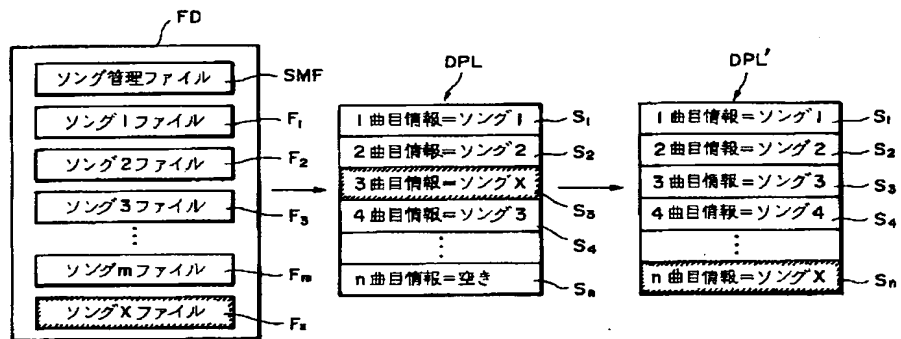 FD
ソング管理ファイル
SMF
ソング1ファイル
F1
ソング2ファイル
F2
ソング3ファイル
F3
⋮
ソングmファイル
Fm
ソングXファイル
Fx
DPL
1曲目情報=ソング1
S1
2曲目情報=ソング2
S2
3曲目情報=ソングX
S3
4曲目情報=ソング3
S4
⋮
n曲目情報=空き
Sn
DPL'
1曲目情報=ソング1
S1
2曲目情報=ソング2
S2
3曲目情報=ソング3
S3
4曲目情報=ソング4
S4
⋮
n曲目情報=ソングX
Sn